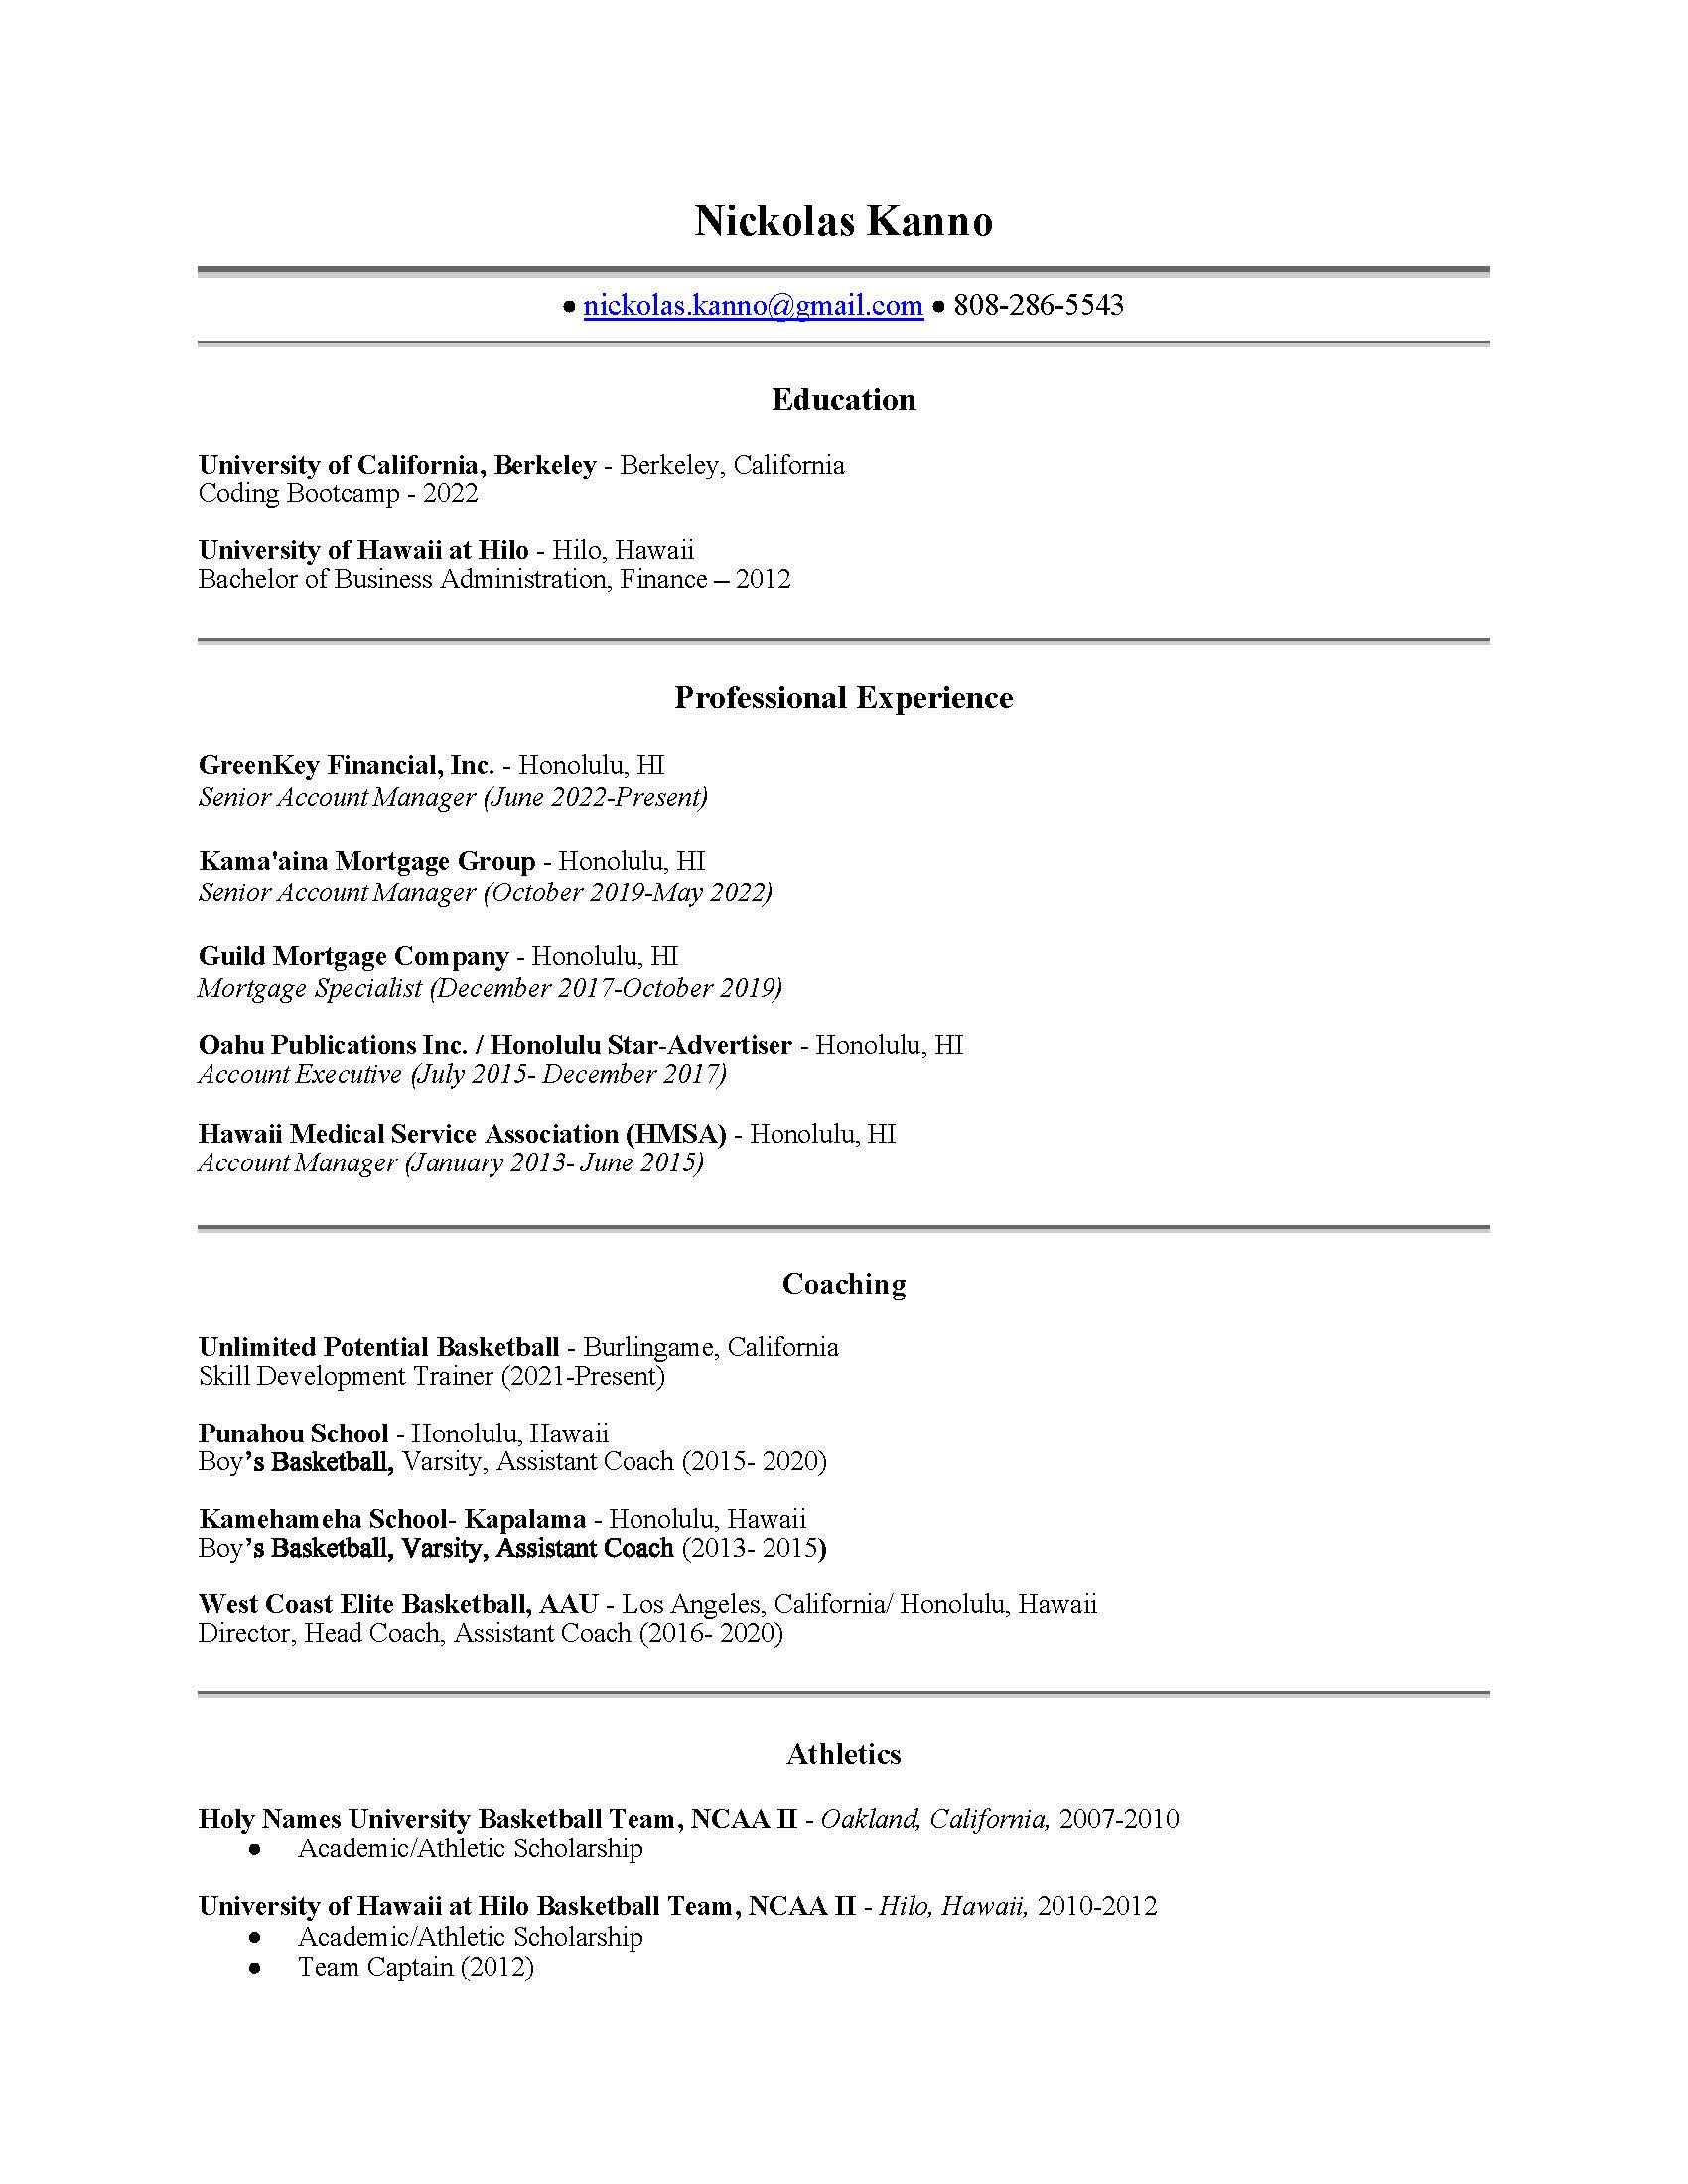 Nickolas Kanno
● nickolas.kanno@gmail.com ● 808-286-5543
Education
University of California, Berkeley - Berkeley, California
Coding Bootcamp - 2022
University of Hawaii at Hilo - Hilo, Hawaii
Bachelor of Business Administration, Finance – 2012
Professional Experience
GreenKey Financial, Inc. - Honolulu, HI
Senior Account Manager (June 2022-Present)
Kama'aina Mortgage Group - Honolulu, HI
Senior Account Manager (October 2019-May 2022)
Guild Mortgage Company - Honolulu, HI
Mortgage Specialist (December 2017-October 2019)
Oahu Publications Inc. / Honolulu Star-Advertiser - Honolulu, HI
Account Executive (July 2015- December 2017)
Hawaii Medical Service Association (HMSA) - Honolulu, HI
Account Manager (January 2013- June 2015)
Coaching
Unlimited Potential Basketball - Burlingame, California
Skill Development Trainer (2021-Present)
Punahou School - Honolulu, Hawaii
Boy’s Basketball, Varsity, Assistant Coach (2015- 2020)
Kamehameha School- Kapalama - Honolulu, Hawaii
Boy’s Basketball, Varsity, Assistant Coach (2013- 2015)
West Coast Elite Basketball, AAU - Los Angeles, California/ Honolulu, Hawaii
Director, Head Coach, Assistant Coach (2016- 2020)
Athletics
Holy Names University Basketball Team, NCAA II - Oakland, California, 2007-2010
● Academic/Athletic Scholarship
University of Hawaii at Hilo Basketball Team, NCAA II - Hilo, Hawaii, 2010-2012
● Academic/Athletic Scholarship
● Team Captain (2012)